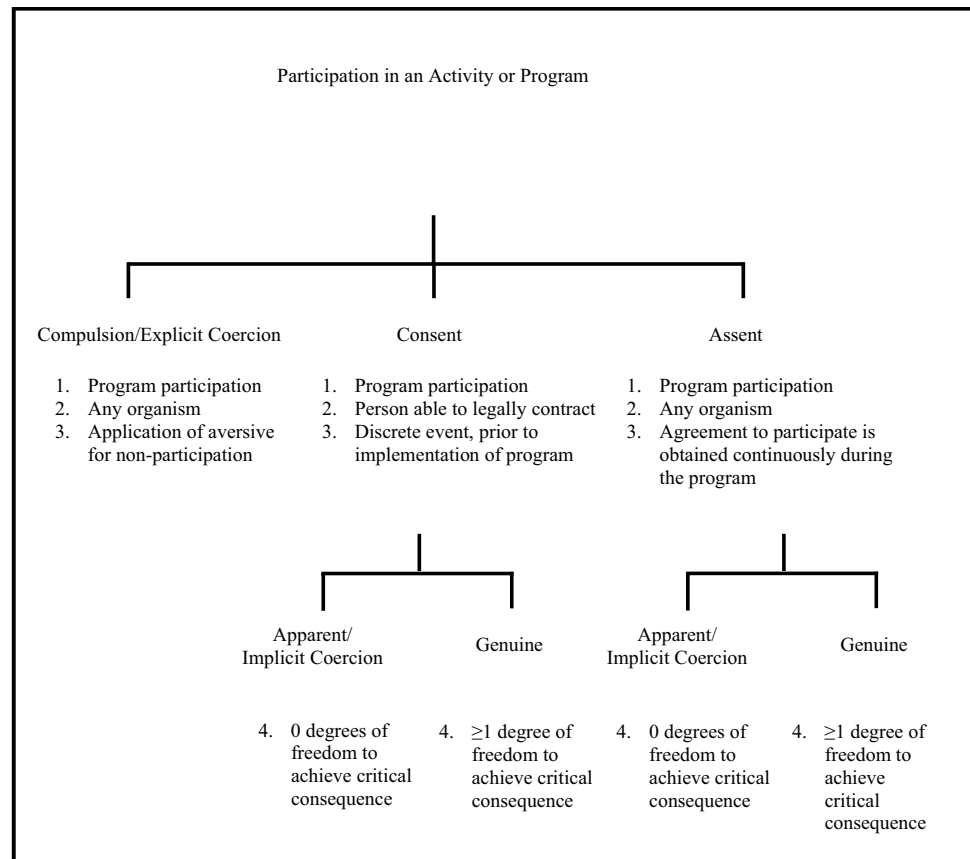 Participation in an Activity or Program
Compulsion/Explicit Coercion
1. Program participation
2. Any organism
3. Application of aversive
for non-participation
Consent
1. Program participation
2. Person able to legally contract
3. Discrete event, prior to
implementation of program
Assent
1. Program participation
2. Any organism
3. Agreement to participate is
obtained continuously during
the program
Apparent/
Implicit Coercion
4. 0 degrees of
freedom to
achieve critical
consequence
Genuine
4. ≥1 degree of
freedom to
achieve critical
consequence
Apparent/
Implicit Coercion
4. 0 degrees of
freedom to
achieve critical
consequence
Genuine
4. ≥1 degree of
freedom to
achieve
critical
consequence